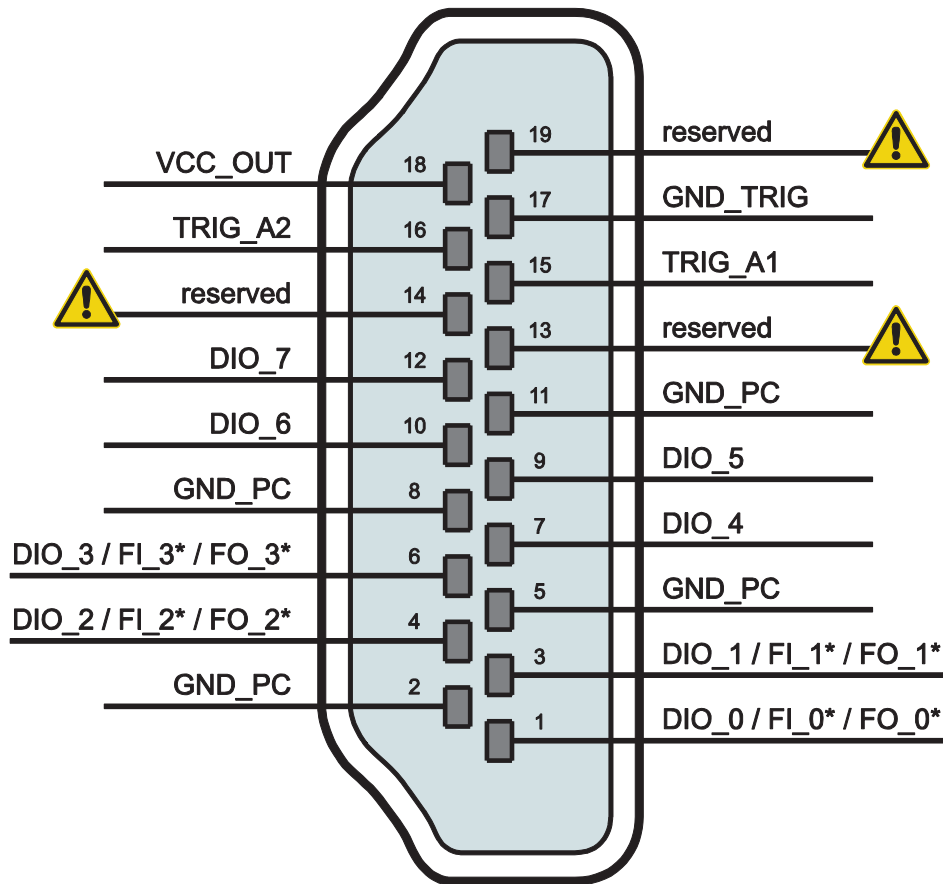 19 reserved
VCC_OUT 18
17 GND_TRIG
TRIG_A2 16
15 TRIG_A1
reserved 14
13 reserved
DIO_7 12
11 GND_PC
DIO_6 10
9 DIO_5
GND_PC 8
7 DIO_4
DIO_3 / FI_3* / FO_3* 6
5 GND_PC
DIO_2 / FI_2* / FO_2* 4
3 DIO_1 / FI_1* / FO_1*
GND_PC 2
1 DIO_0 / FI_0* / FO_0*